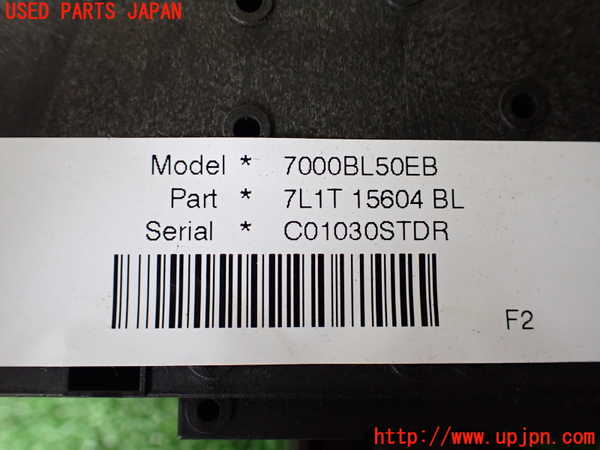 USED PARTS JAPAN
Model * 7000BL50EB
Part * 7L1T 15604 BL
Serial * C01030STDR
F2
http://www.upjpn.com/